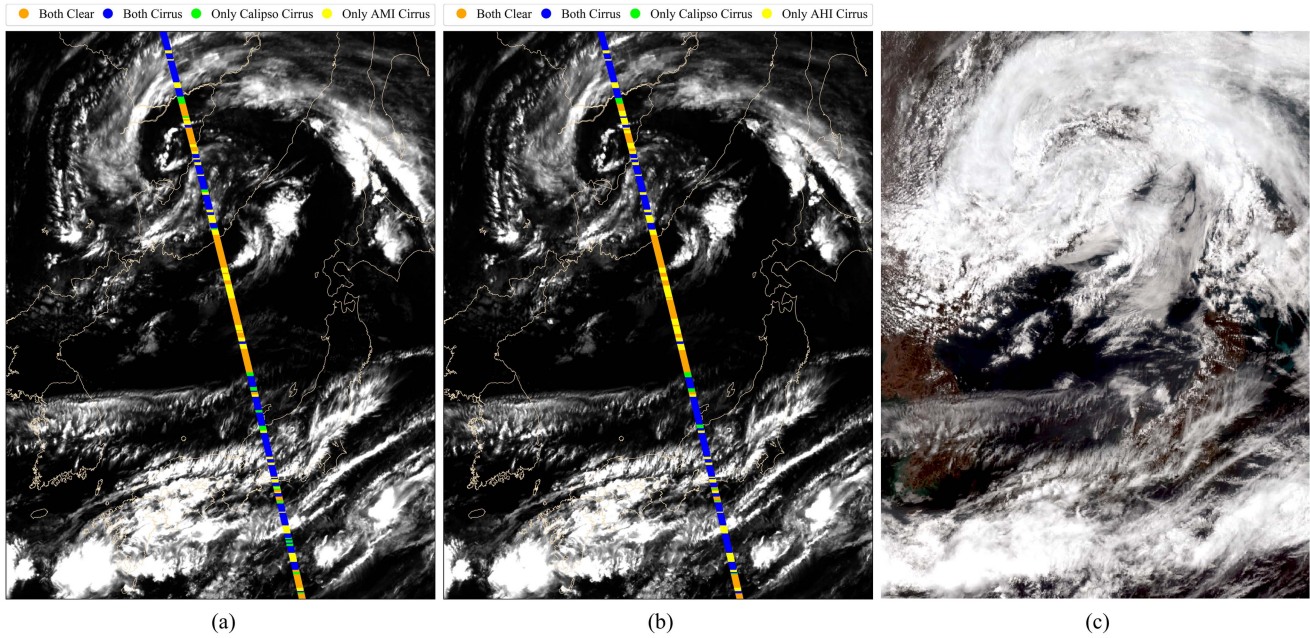 Both Clear Both Cirrus Only Calipso Cirrus Only AMI Cirrus
Both Clear Both Cirrus Only Calipso Cirrus Only AHI Cirrus
(a) (b) (c)